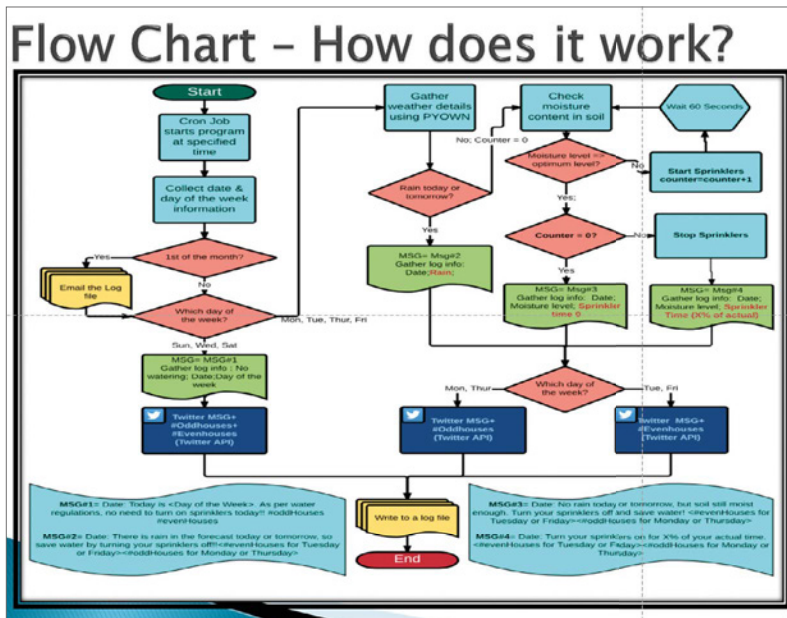 Flow Chart – How does it work?
Start
Cron Job
starts program
at specified
time
Collect date &
day of the week
information
1st of the month?
Yes
Email the Log
file
No
Which day of
the week?
Mon, Tue, Thur, Fri
Sun, Wed, Sat
MSG= MSG#1
Gather log info : No
watering; Date;Day of the
week
Twitter MSG+
#Oddhouses+
#Evenhouses
(Twitter API)
Gather
weather details
using PYOWN
Rain today or
tomorrow?
No; Counter = 0
Yes
MSG= Msg#2
Gather log info:
Date;Rain;
Check
moisture
content in soil
Wait 60 Seconds
Moisture level =>
optimum level?
No
Start Sprinklers
counter=counter+1
Yes;
Counter = 0?
No
Stop Sprinklers
Yes
MSG= Msg#3
Gather log info: Date;
Moisture level; Sprinkler
time 0
MSG= Msg#4
Gather log info: Date;
Moisture level; Sprinkler
Time (X% of actual)
Which day of
the week?
Mon, Thur
Tue, Fri
Twitter MSG+
#Oddhouses
(Twitter API)
Twitter MSG+
#Evenhouses
(Twitter API)
Write to a log file
End
MSG#1= Date: Today is <Day of the Week>. As per water
regulations, no need to turn on sprinklers today!! #oddHouses
#evenHouses
MSG#2= Date: There is rain in the forecast today or tomorrow, so
save water by turning your sprinklers off!!<#evenHouses for Tuesday
or Friday><#oddHouses for Monday or Thursday>
MSG#3= Date: No rain today or tomorrow, but soil still moist
enough. Turn your sprinklers off and save water! <#evenHouses for
Tuesday or Friday><#oddHouses for Monday or Thursday>
MSG#4= Date: Turn your sprinklers on for X% of your actual time.
<#evenHouses for Tuesday or Friday><#oddHouses for Monday or
Thursday>